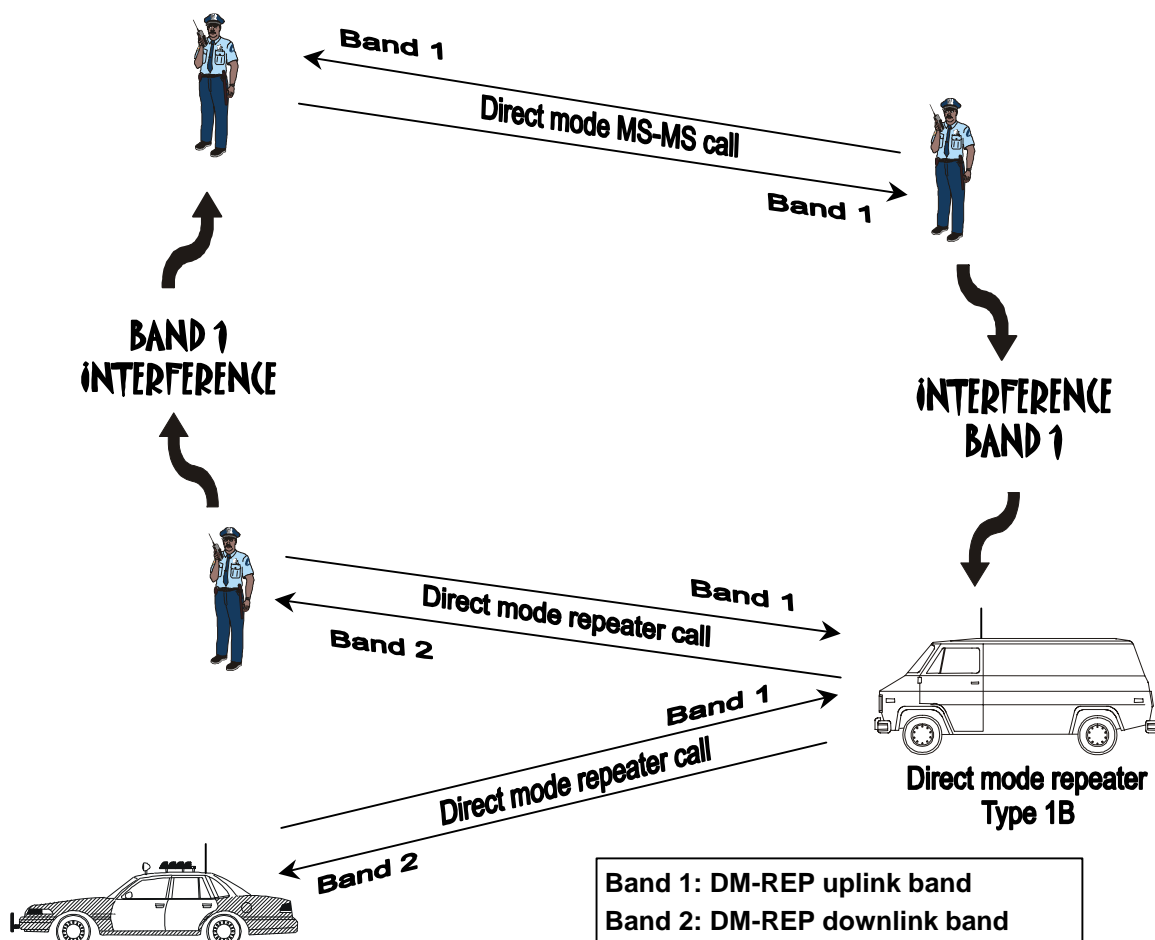 Band 1
Direct mode MS-MS call
Band 1
BAND 1
INTERFERENCE
INTERFERENCE
BAND 1
Band 1
Direct mode repeater call
Band 2
Band 1
Direct mode repeater call
Band 2
Direct mode repeater
Type 1B
Band 1: DM-REP uplink band
Band 2: DM-REP downlink band